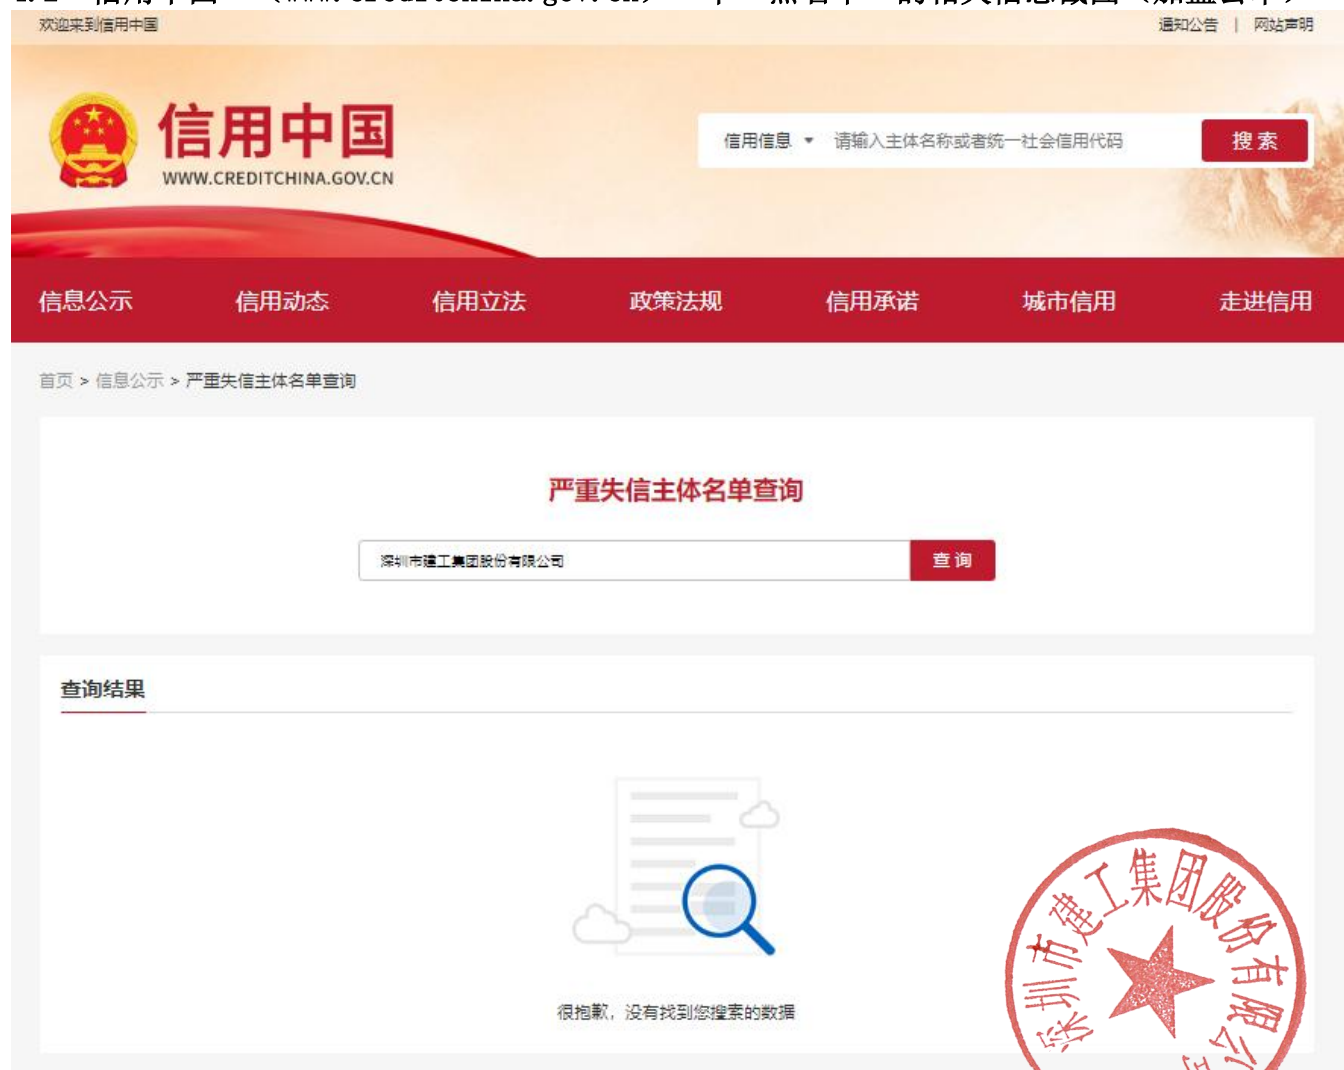 欢迎来到信用中国
通知公告 | 网站声明
信用中国
WWW.CREDITCHINA.GOV.CN
信用信息 请输入主体名称或者统一社会信用代码 搜索
信息公示 信用动态 信用立法 政策法规 信用承诺 城市信用 走进信用
首页 > 信息公示 > 严重失信主体名单查询
严重失信主体名单查询
深圳市建工集团股份有限公司 查询
查询结果
很抱歉，没有找到您搜索的数据
深圳市建工集团股份有限公司